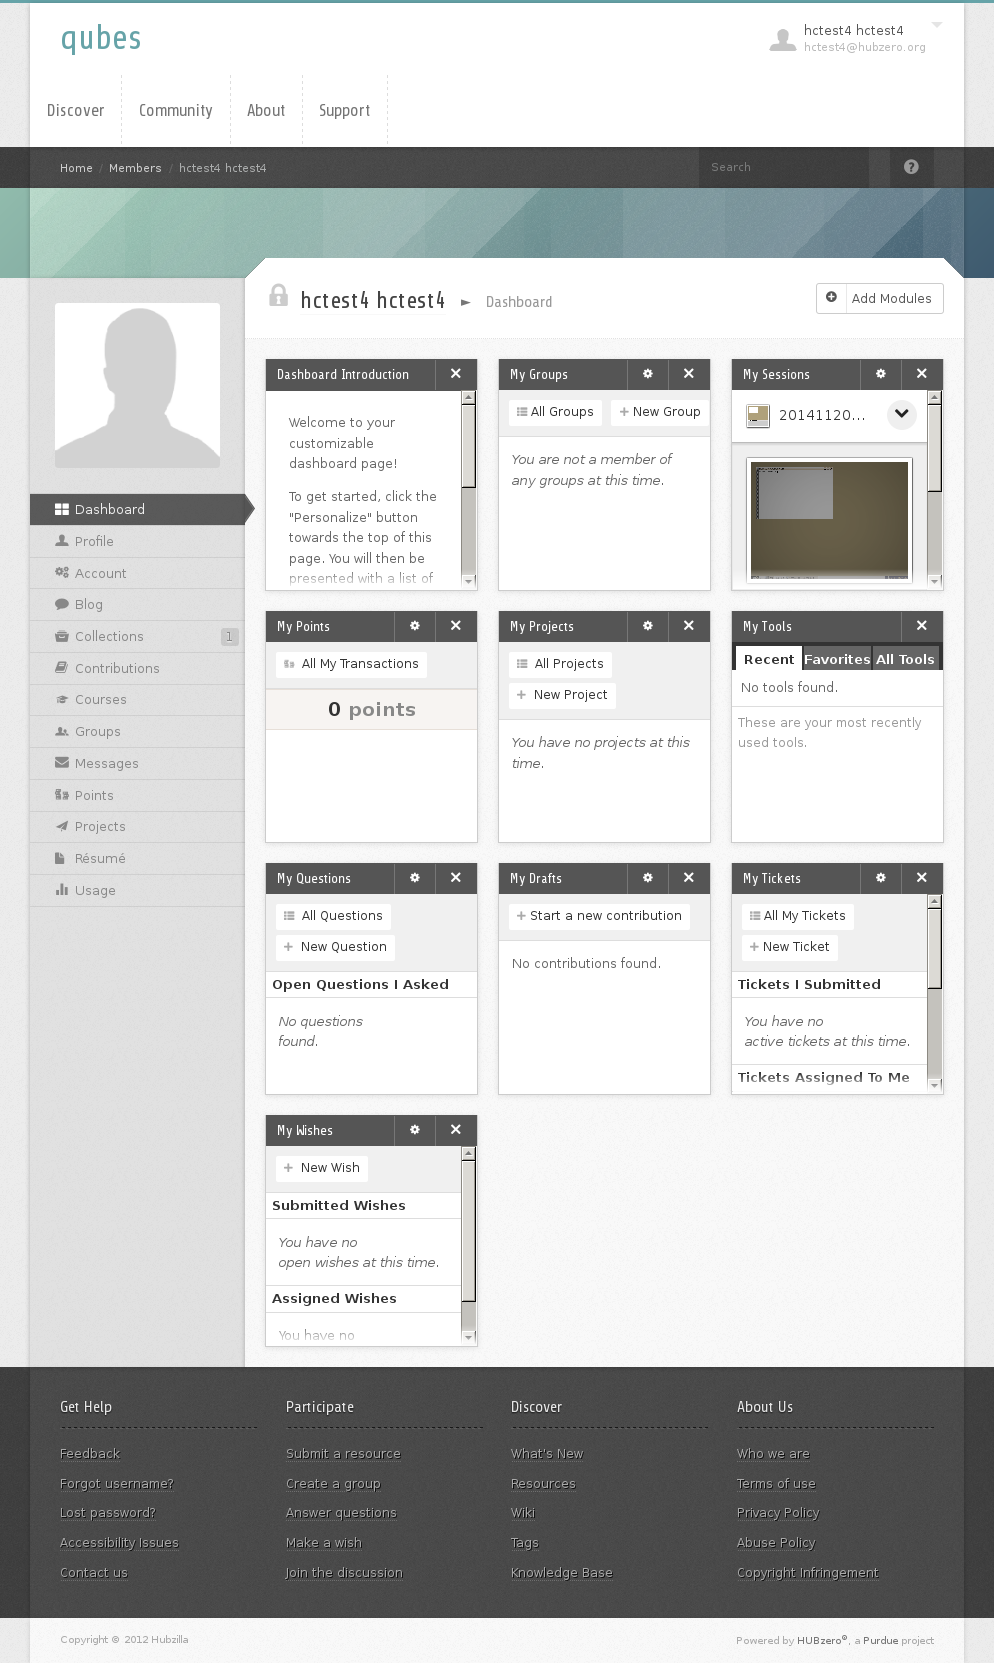 qubes
hctest4 hctest4
hctest4@hubzero.org
Discover
Community
About
Support
Home / Members / hctest4 hctest4
Search
?
hctest4 hctest4 ► Dashboard
Add Modules
Dashboard
Profile
Account
Blog
Collections 1
Contributions
Courses
Groups
Messages
Points
Projects
Résumé
Usage
Dashboard Introduction
Welcome to your
customizable
dashboard page!
To get started, click the
"Personalize" button
towards the top of this
page. You will then be
presented with a list of
My Groups
All Groups
New Group
You are not a member of
any groups at this time.
My Sessions
20141120...
My Points
All My Transactions
0 points
My Projects
All Projects
New Project
You have no projects at this
time.
My Tools
Recent Favorites All Tools
No tools found.
These are your most recently
used tools.
My Questions
All Questions
New Question
Open Questions I Asked
No questions
found.
My Drafts
Start a new contribution
No contributions found.
My Tickets
All My Tickets
New Ticket
Tickets I Submitted
You have no
active tickets at this time.
Tickets Assigned To Me
My Wishes
New Wish
Submitted Wishes
You have no
open wishes at this time.
Assigned Wishes
You have no
Get Help
Feedback
Forgot username?
Lost password?
Accessibility Issues
Contact us
Participate
Submit a resource
Create a group
Answer questions
Make a wish
Join the discussion
Discover
What's New
Resources
Wiki
Tags
Knowledge Base
About Us
Who we are
Terms of use
Privacy Policy
Abuse Policy
Copyright Infringement
Copyright © 2012 Hubzilla
Powered by HUBzero®, a Purdue project